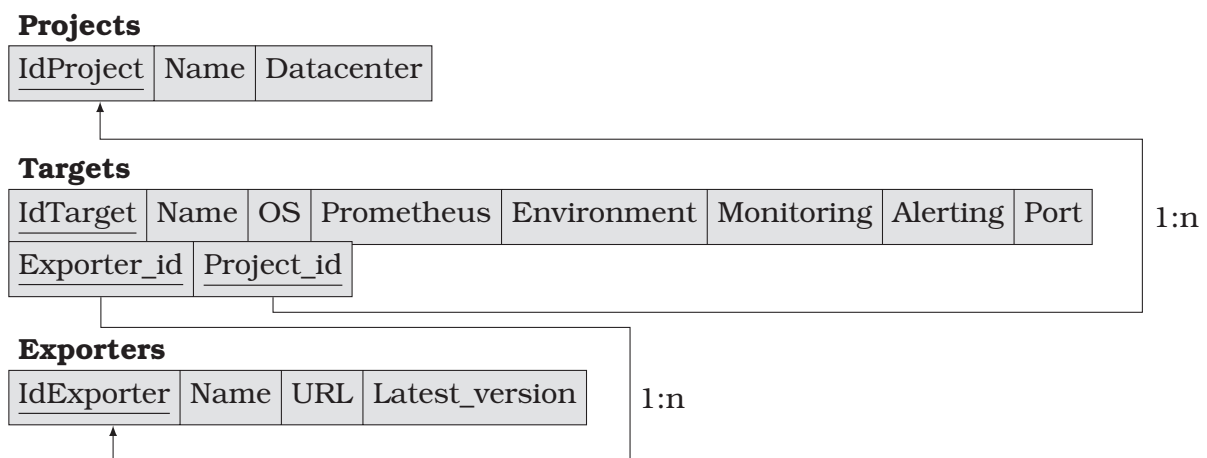 Projects
IdProject Name Datacenter
Targets
IdTarget Name OS Prometheus Environment Monitoring Alerting Port
1:n
Exporter_id Project_id
Exporters
IdExporter Name URL Latest_version
1:n